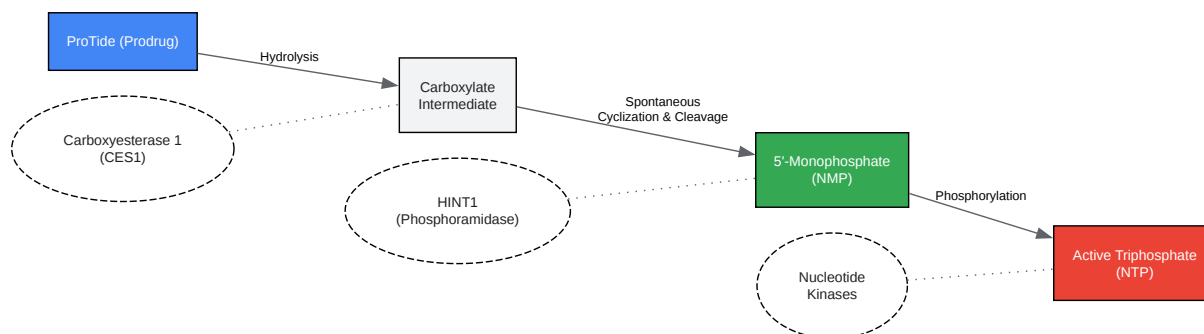 ProTide (Prodrug)
Hydrolysis
Carboxylate
Intermediate
Carboxyesterase 1
(CES1)
Spontaneous
Cyclization & Cleavage
5'-Monophosphate
(NMP)
HINT1
(Phosphoramidase)
Phosphorylation
Active Triphosphate
(NTP)
Nucleotide
Kinases